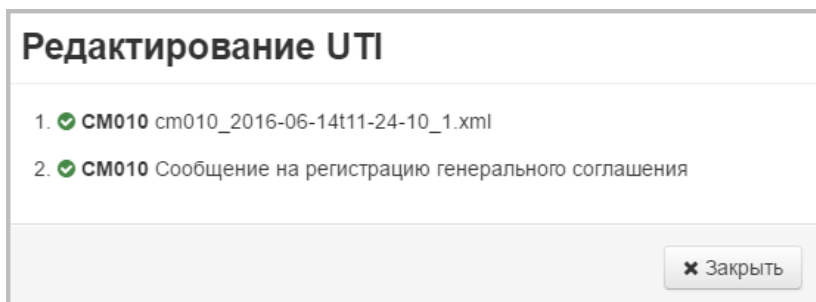 Редактирование UTI
1. CM010 cm010_2016-06-14t11-24-10_1.xml
2. CM010 Сообщение на регистрацию генерального соглашения
Закрыть